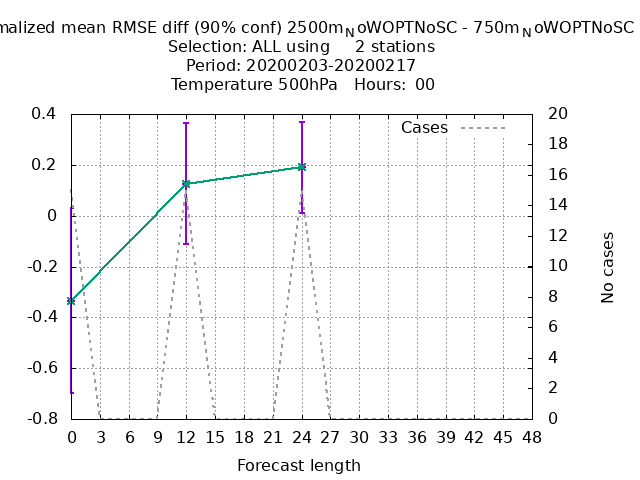 malized mean RMSE diff (90% conf) 2500m_NoWOPTNoSC - 750m_NoWOPTNoSC
Selection: ALL using 2 stations
Period: 20200203-20200217
Temperature 500hPa Hours: 00
Cases
0.4
0.2
0
-0.2
-0.4
-0.6
-0.8
20
18
16
14
12
10
8
6
4
2
0
No cases
0 3 6 9 12 15 18 21 24 27 30 33 36 39 42 45 48
Forecast length